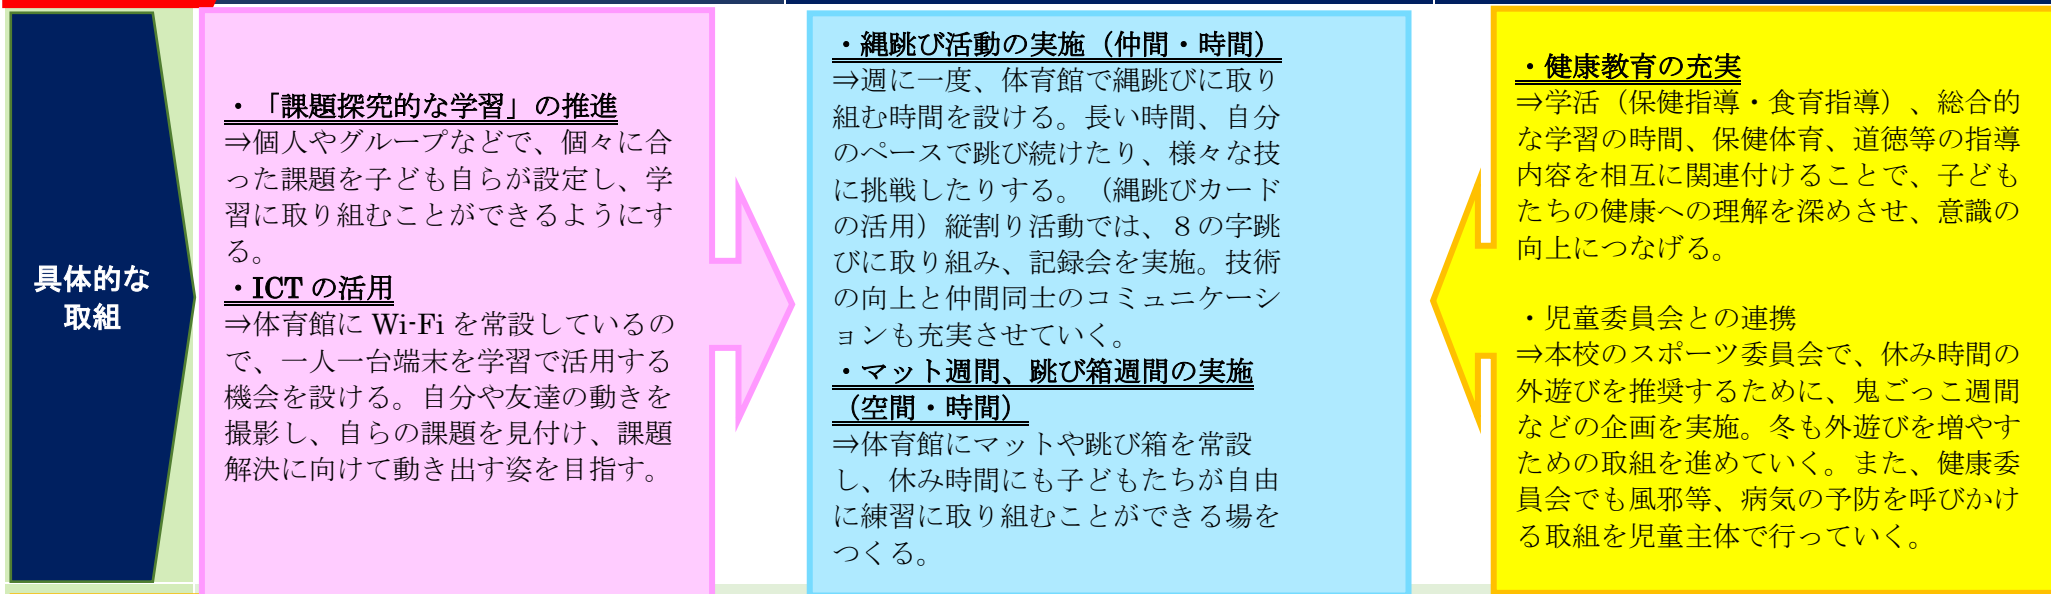 具体的な
取組
・「課題探究的な学習」の推進
⇒個人やグループなどで、個々に合
った課題を子ども自らが設定し、学
習に取り組むことができるようにす
る。
・ICT の活用
⇒体育館に Wi-Fi を常設しているの
で、一人一台端末を学習で活用する
機会を設ける。自分や友達の動きを
撮影し、自らの課題を見付け、課題
解決に向けて動き出す姿を目指す。
・縄跳び活動の実施（仲間・時間）
⇒週に一度、体育館で縄跳びに取り
組む時間を設ける。長い時間、自分
のペースで跳び続けたり、様々な技
に挑戦したりする。（縄跳びカード
の活用）縦割り活動では、８の字跳
びに取り組み、記録会を実施。技術
の向上と仲間同士のコミュニケーシ
ョンも充実させていく。
・マット週間、跳び箱週間の実施
（空間・時間）
⇒体育館にマットや跳び箱を常設
し、休み時間にも子どもたちが自由
に練習に取り組むことができる場を
つくる。
・健康教育の充実
⇒学活（保健指導・食育指導）、総合的
な学習の時間、保健体育、道徳等の指導
内容を相互に関連付けることで、子ども
たちの健康への理解を深めさせ、意識の
向上につなげる。
・児童委員会との連携
⇒本校のスポーツ委員会で、休み時間の
外遊びを推奨するために、鬼ごっこ週間
などの企画を実施。冬も外遊びを増やす
ための取組を進めていく。また、健康委
員会でも風邪等、病気の予防を呼びかけ
る取組を児童主体で行っていく。